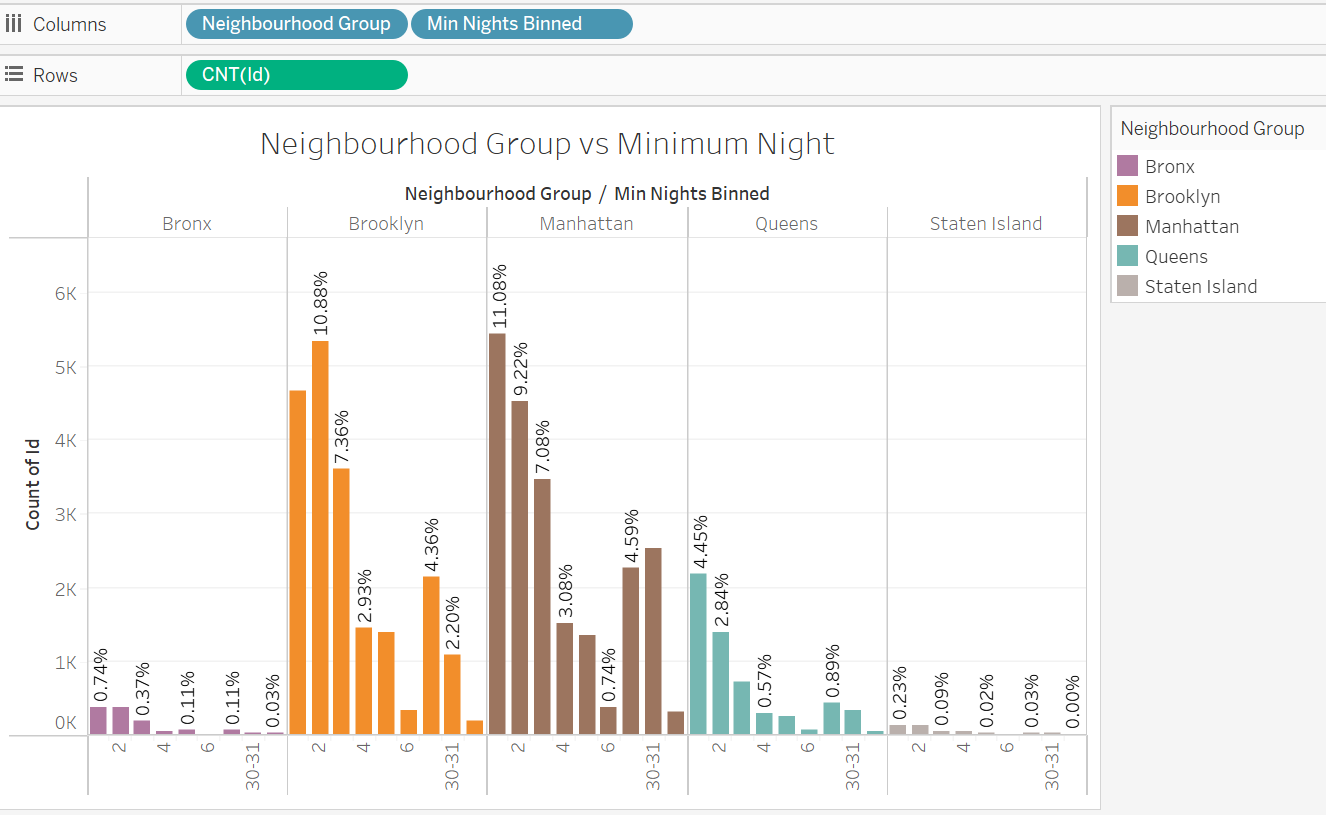 Columns
Neighbourhood Group
Min Nights Binned
Rows
CNT(Id)
Neighbourhood Group vs Minimum Night
Neighbourhood Group / Min Nights Binned
Bronx
Brooklyn
Manhattan
Queens
Staten Island
Count of Id
6K
5K
4K
3K
2K
1K
0K
0.74%
0.37%
0.11%
0.11%
0.03%
10.88%
7.36%
2.93%
4.36%
2.20%
11.08%
9.22%
7.08%
3.08%
0.74%
4.59%
4.45%
2.84%
0.57%
0.89%
0.23%
0.09%
0.02%
0.03%
0.00%
2
4
6
30-31
2
4
6
30-31
2
4
6
30-31
2
4
6
30-31
2
4
6
30-31
Neighbourhood Group
Bronx
Brooklyn
Manhattan
Queens
Staten Island